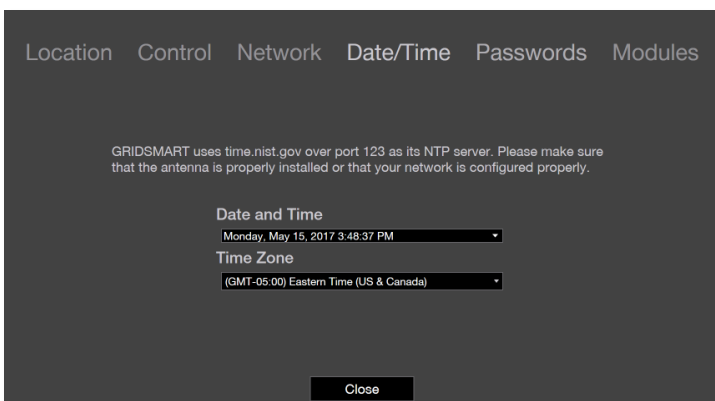 Location Control Network Date/Time Passwords Modules
GRIDSMART uses time.nist.gov over port 123 as its NTP server. Please make sure
that the antenna is properly installed or that your network is configured properly.
Date and Time
Monday, May 15, 2017 3:48:37 PM
Time Zone
(GMT-05:00) Eastern Time (US & Canada)
Close